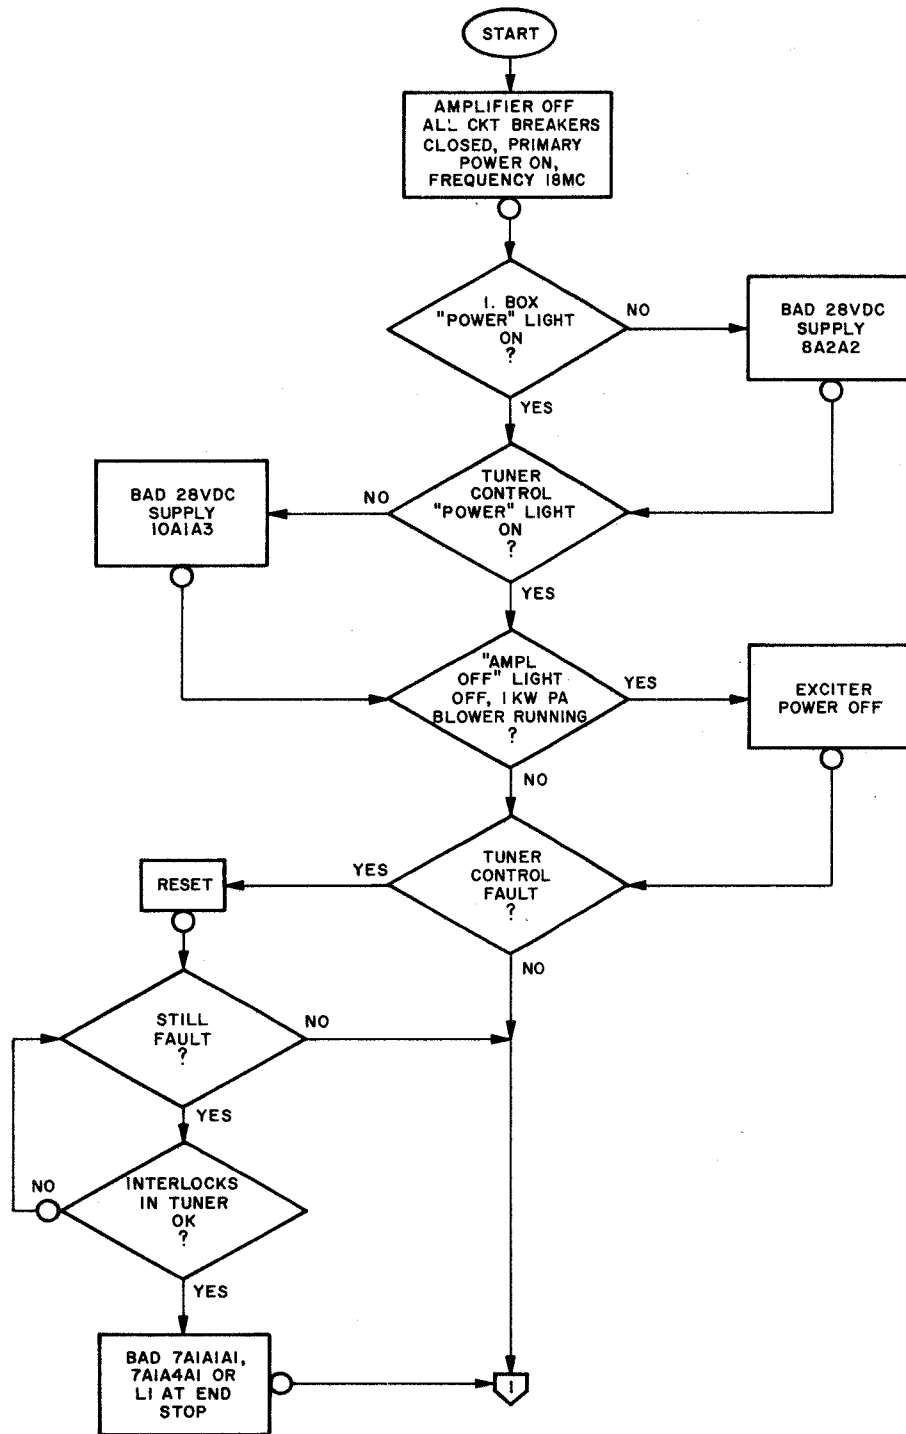 START
AMPLIFIER OFF
ALL CKT BREAKERS
CLOSED, PRIMARY
POWER ON,
FREQUENCY 18MC
1. BOX
"POWER" LIGHT
ON
?
NO
BAD 28VDC
SUPPLY
8A2A2
YES
TUNER
CONTROL
"POWER" LIGHT
ON
?
NO
BAD 28VDC
SUPPLY
10A1A3
YES
"AMPL
OFF" LIGHT
OFF, 1KW PA
BLOWER RUNNING
?
YES
EXCITER
POWER OFF
NO
TUNER
CONTROL
FAULT
?
YES
RESET
NO
STILL
FAULT
?
NO
YES
INTERLOCKS
IN TUNER
OK
?
NO
YES
BAD 7A1A1A1,
7A1A4A1 OR
L1 AT END
STOP
1